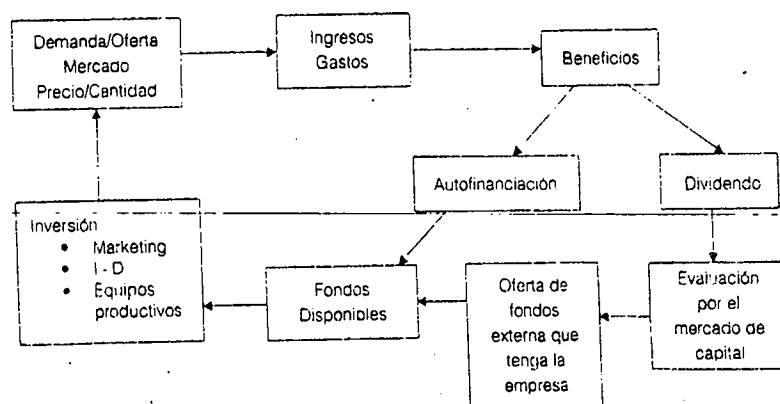 Demanda/Oferta
Mercado
Precio/Cantidad
Ingresos
Gastos
Beneficios
Autofinanciación
Dividendo
Inversión
• Marketing
• I - D
• Equipos
productivos
Fondos
Disponibles
Oferta de
fondos
externa que
tenga la
empresa
Evaluación
por el
mercado de
capital